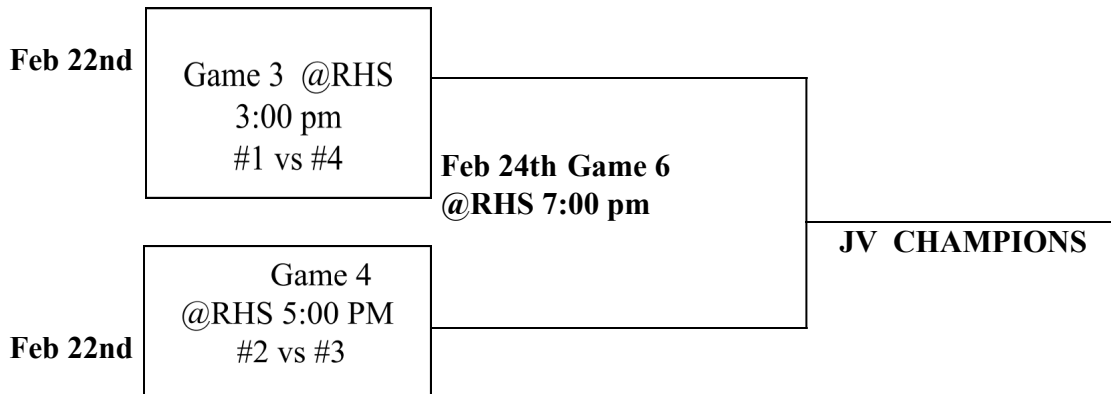 Feb 22nd
Game 3 @RHS
3:00 pm
#1 vs #4
Feb 24th Game 6
@RHS 7:00 pm
JV CHAMPIONS
Game 4
@RHS 5:00 PM
Feb 22nd
#2 vs #3